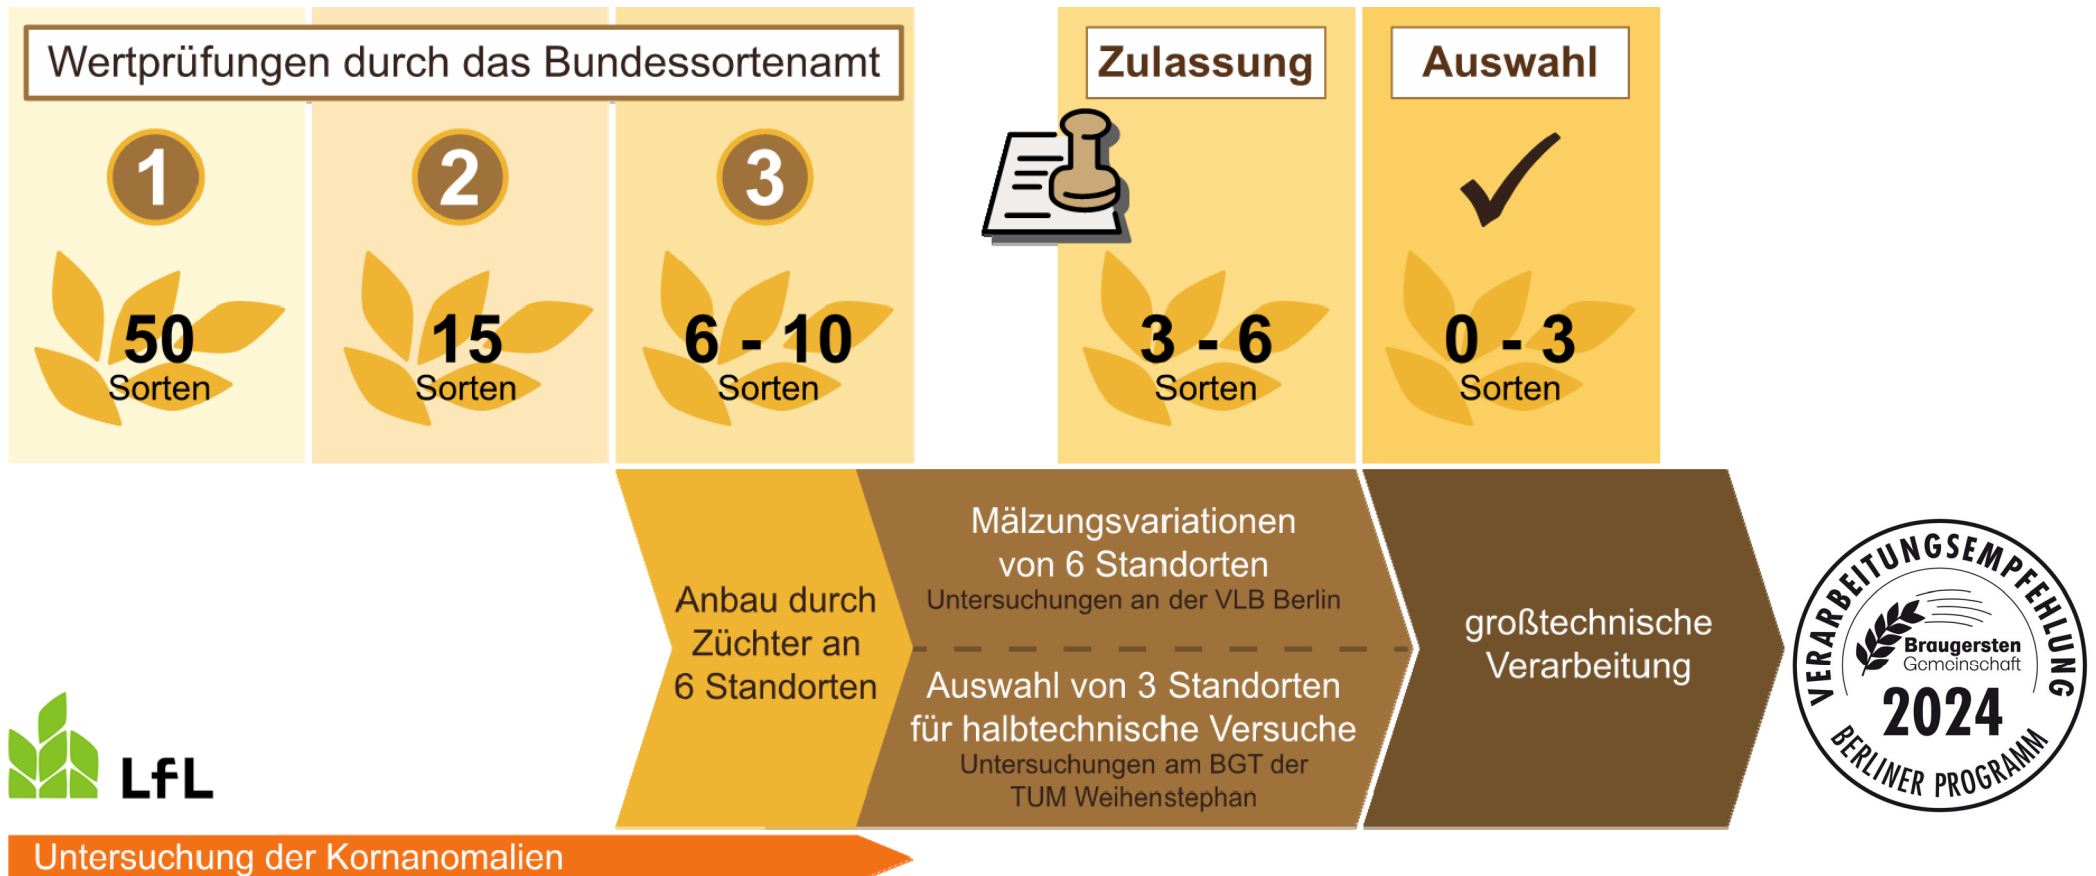 Wertprüfungen durch das Bundessortenamt
Zulassung
Auswahl
1
2
3
50
Sorten
15
Sorten
6 - 10
Sorten
3 - 6
Sorten
0 - 3
Sorten
Anbau durch
Züchter an
6 Standorten
Mälzungsvariationen
von 6 Standorten
Untersuchungen an der VLB Berlin
Auswahl von 3 Standorten
für halbtechnische Versuche
Untersuchungen am BGT der
TUM Weihenstephan
großtechnische
Verarbeitung
VERARBEITUNGSEMPFEHLUNG
Braugersten
Gemeinschaft
2024
BERLINER PROGRAMM
LfL
Untersuchung der Kornanomalien